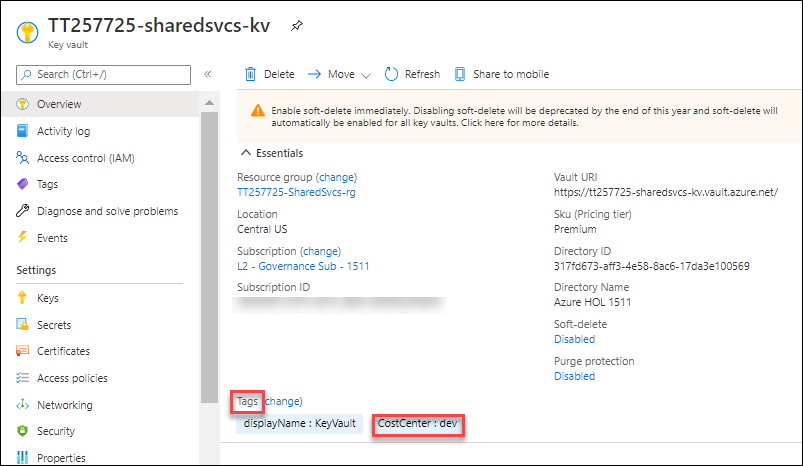 TT257725-sharedsvcs-kv
Key vault
Search (Ctrl+/)
«
Overview
Activity log
Access control (IAM)
Tags
Diagnose and solve problems
Events
Settings
Keys
Secrets
Certificates
Access policies
Networking
Security
Properties
Delete
Move
Refresh
Share to mobile
Enable soft-delete immediately. Disabling soft-delete will be deprecated by the end of this year and soft-delete will
automatically be enabled for all key vaults. Click here for more details.
Essentials
Resource group (change)
TT257725-SharedSvcs-rg
Location
Central US
Subscription (change)
L2 - Governance Sub - 1511
Subscription ID
Vault URI
https://tt257725-sharedsvcs-kv.vault.azure.net/
Sku (Pricing tier)
Premium
Directory ID
317fd673-aff3-4e58-8ac6-17da3e100569
Directory Name
Azure HOL 1511
Soft-delete
Disabled
Purge protection
Disabled
Tags (change)
displayName : KeyVault CostCenter : dev